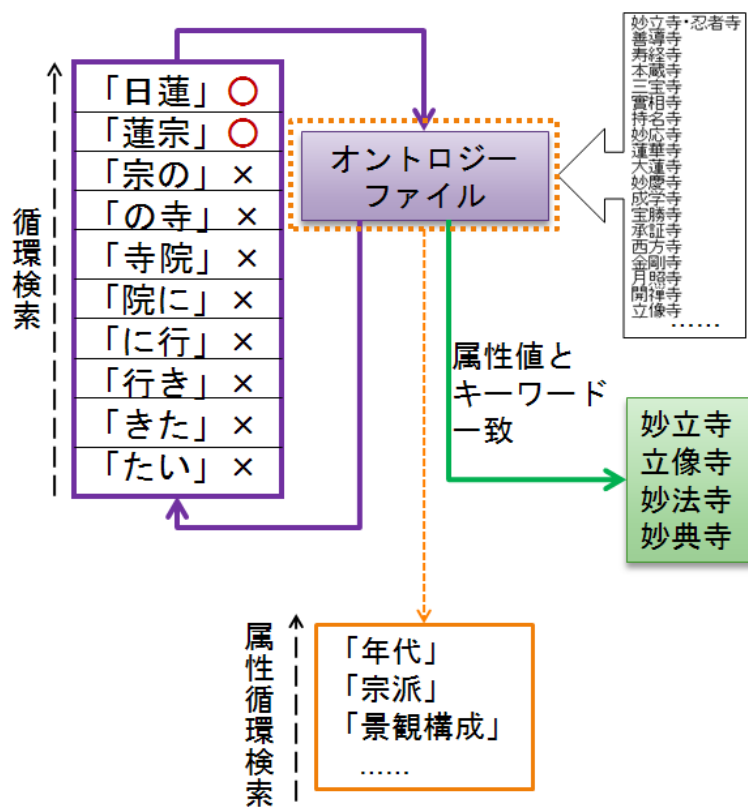 循環検索
「日蓮」○
「蓮宗」○
「宗の」×
「の寺」×
「寺院」×
「院に」×
「に行」×
「行き」×
「きた」×
「たい」×
オントロジー
ファイル
妙立寺・忍者寺
善導寺
寿経寺
本蔵寺
三宝寺
實相寺
持名寺
妙応寺
蓮華寺
大蓮寺
妙慶寺
成学寺
宝勝寺
承証寺
西方寺
金剛寺
月照寺
開禅寺
立像寺
……
属性値と
キーワード
一致
妙立寺
立像寺
妙法寺
妙典寺
属性循環検索
「年代」
「宗派」
「景観構成」
……